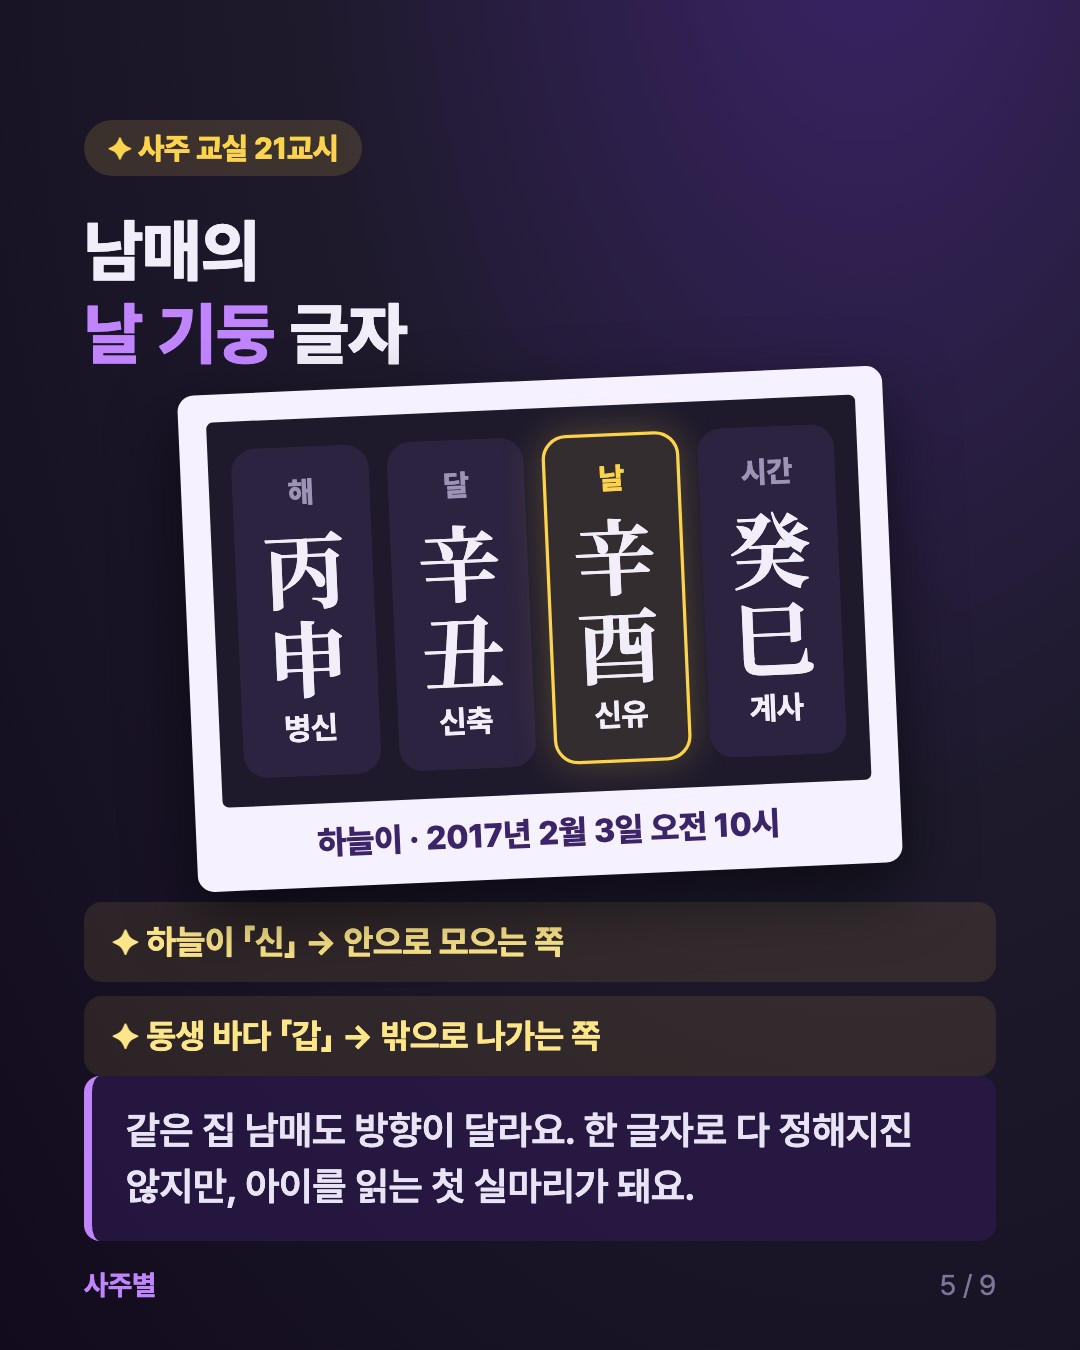 ✦ 사주 교실 21교시
남매의
날 기둥 글자
해 달 날 시간
丙 辛 辛 癸
申 丑 酉 巳
병신 신축 신유 계사
하늘이 · 2017년 2월 3일 오전 10시
✦ 하늘이 「신」 → 안으로 모으는 쪽
✦ 동생 바다 「갑」 → 밖으로 나가는 쪽
같은 집 남매도 방향이 달라요. 한 글자로 다 정해지진
않지만, 아이를 읽는 첫 실마리가 돼요.
사주별
5 / 9